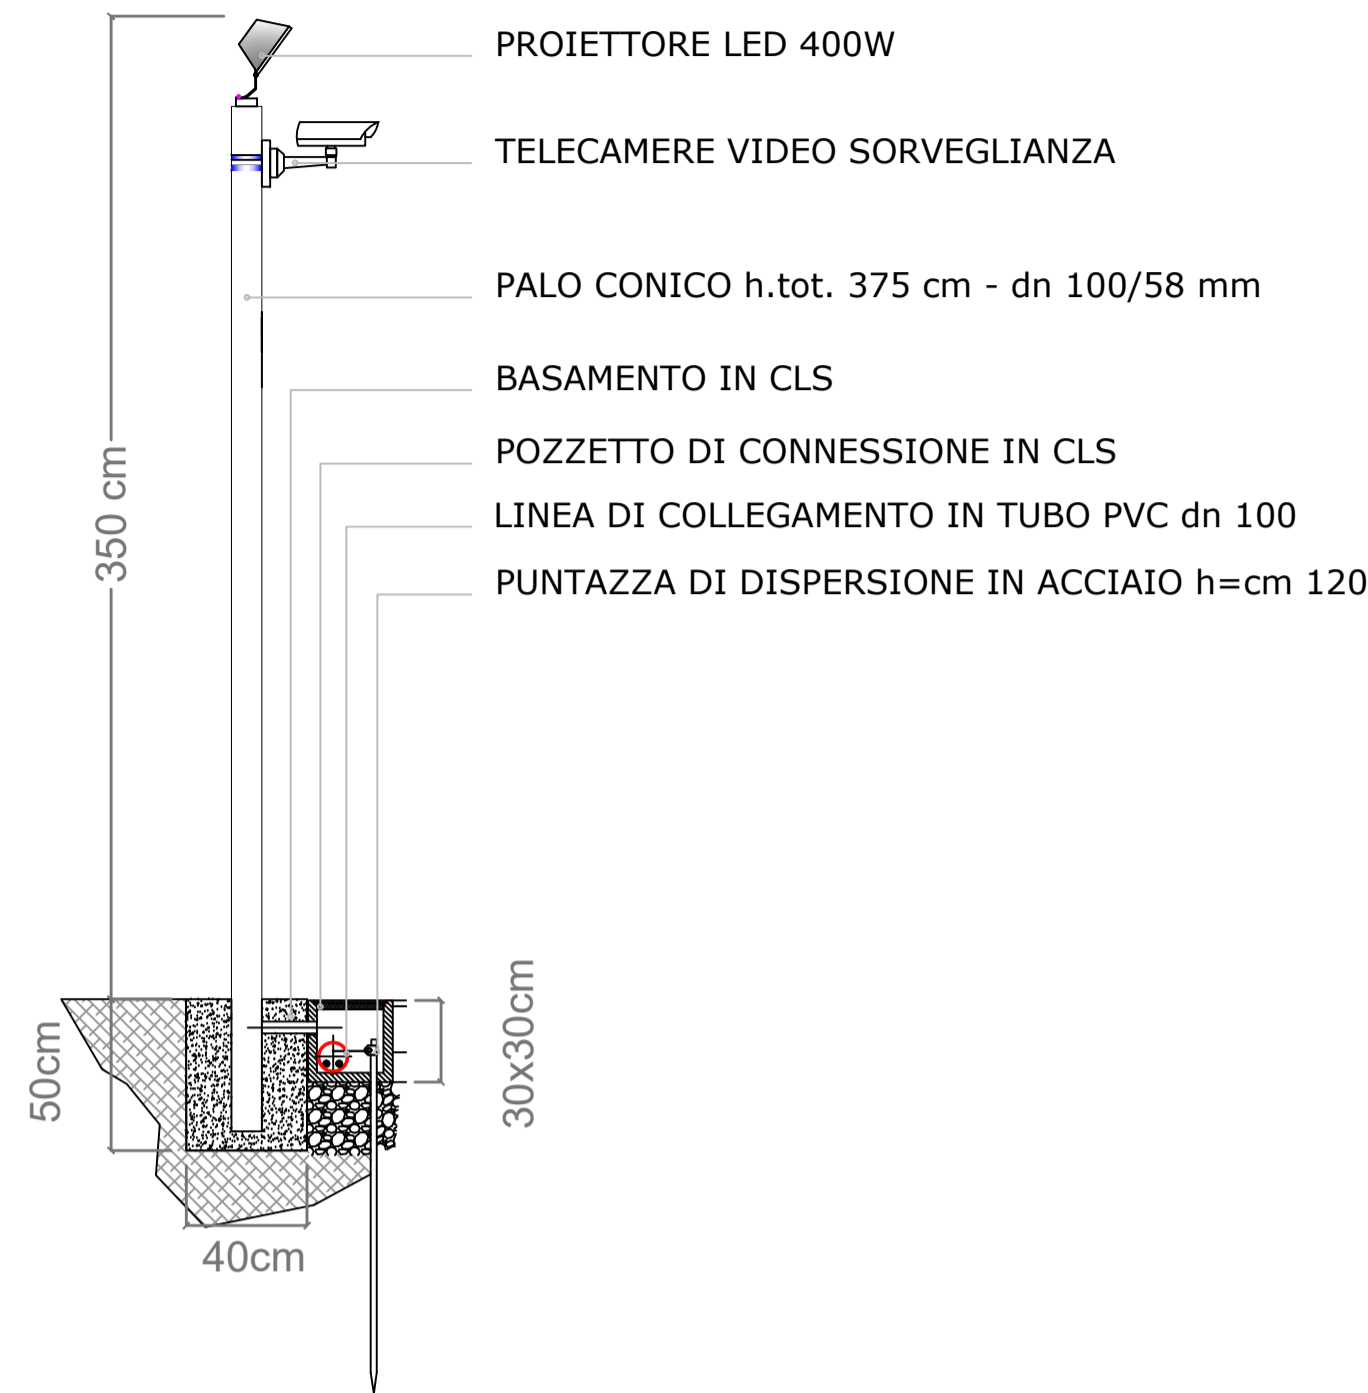 PROIETTORE LED 400W
TELECAMERE VIDEO SORVEGLIANZA
PALO CONICO h.tot. 375 cm - dn 100/58 mm
BASAMENTO IN CLS
POZZETTO DI CONNESSIONE IN CLS
LINEA DI COLLEGAMENTO IN TUBO PVC dn 100
PUNTAZZA DI DISPERSIONE IN ACCIAIO h=cm 120
350 cm
50cm
30x30cm
40cm